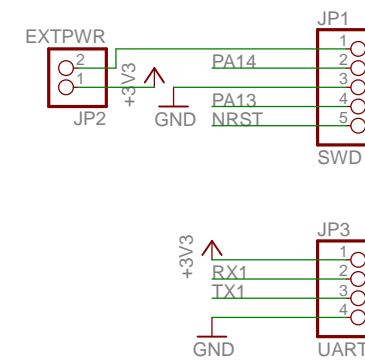 EXTPWR
2
1
JP2
+3V3
GND
JP1
1
PA14
2
3
PA13
4
NRST
5
SWD
+3V3
JP3
1
RX1
2
TX1
3
4
GND
UART